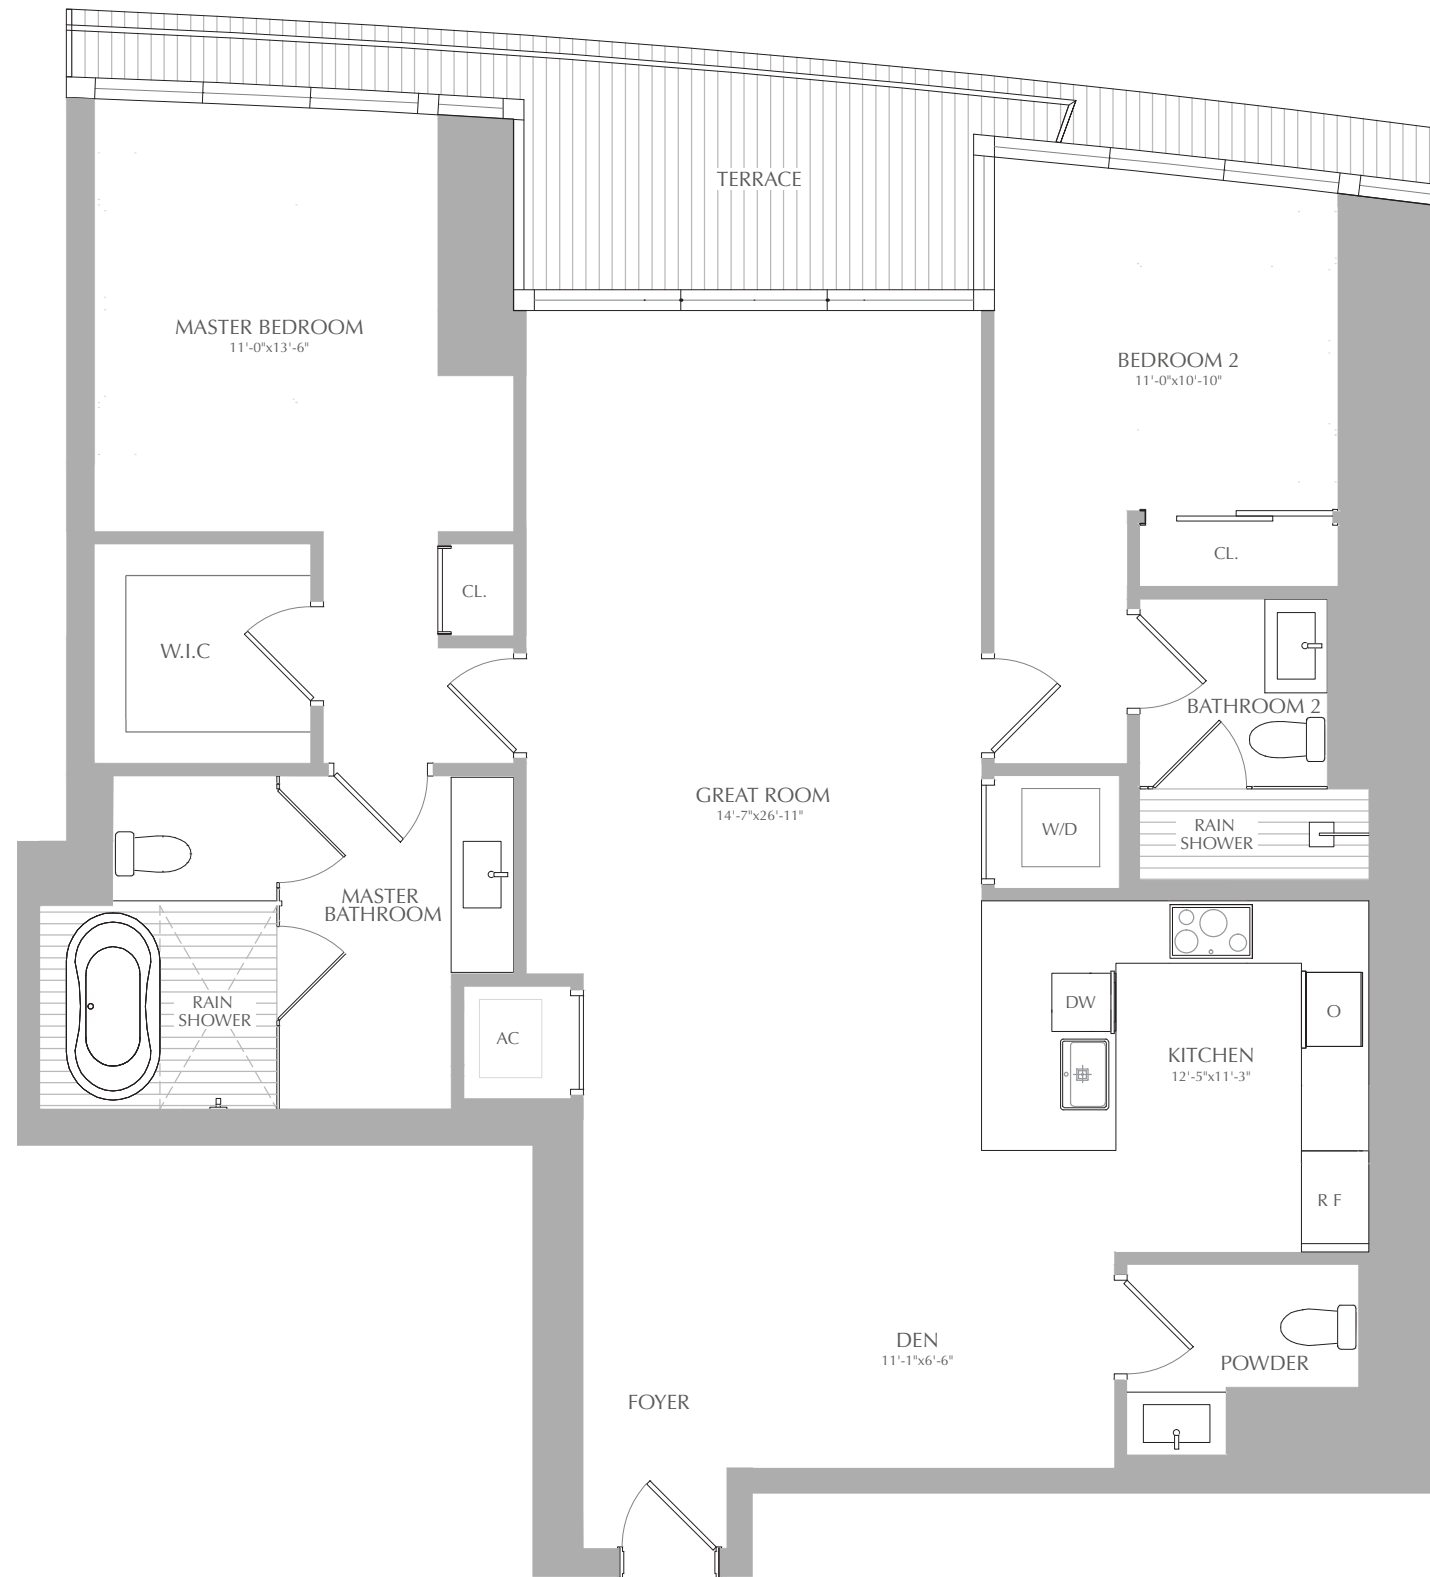 TERRACE
MASTER BEDROOM
11'-0"x13'-6"
BEDROOM 2
11'-0"x10'-10"
CL.
CL.
W.I.C
BATHROOM 2
GREAT ROOM
14'-7"x26'-11"
W/D
RAIN
SHOWER
MASTER
BATHROOM
RAIN
SHOWER
AC
DW
O
KITCHEN
12'-5"x11'-3"
R F
DEN
11'-1"x6'-6"
POWDER
FOYER